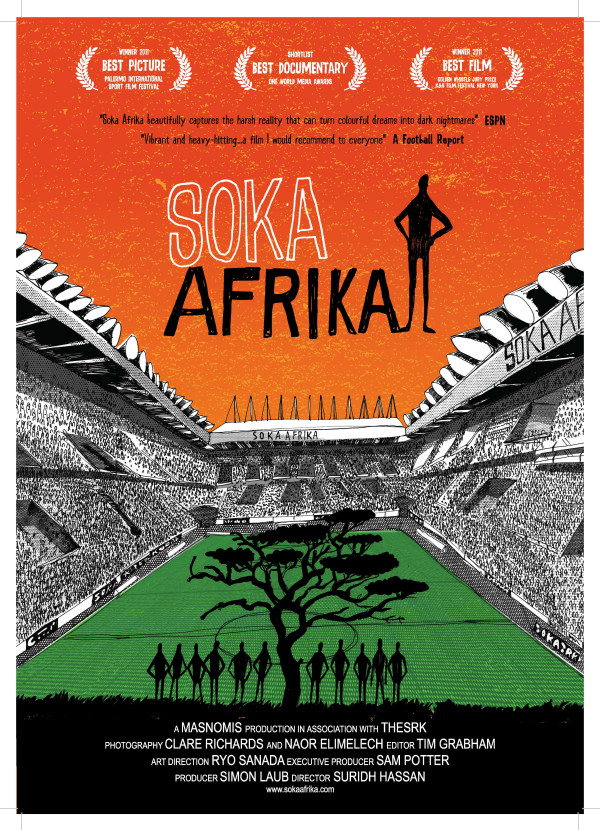 WINNER 2011
BEST PICTURE
PALERMO INTERNATIONAL
SPORT FILM FESTIVAL
SHORTLIST
BEST DOCUMENTARY
ONE WORLD MEDIA AWARDS
WINNER 2011
BEST FILM
GOLDEN WHISTLE JURY PRIZE
K&S FILM FESTIVAL NEW YORK
"Soka Afrika beautifully captures the harsh reality that can turn colourful dreams into dark nightmares" ESPN
"Vibrant and heavy-hitting...a film I would recommend to everyone" A Football Report
SOKA
AFRIKA
SOKA AF
SOKA AFRIKA
A MASNOMIS PRODUCTION IN ASSOCIATION WITH THESRK
PHOTOGRAPHY CLARE RICHARDS AND NAOR ELIMELECH EDITOR TIM GRABHAM
ART DIRECTION RYO SANADA EXECUTIVE PRODUCER SAM POTTER
PRODUCER SIMON LAUB DIRECTOR SURIDH HASSAN
www.sokaafrika.com